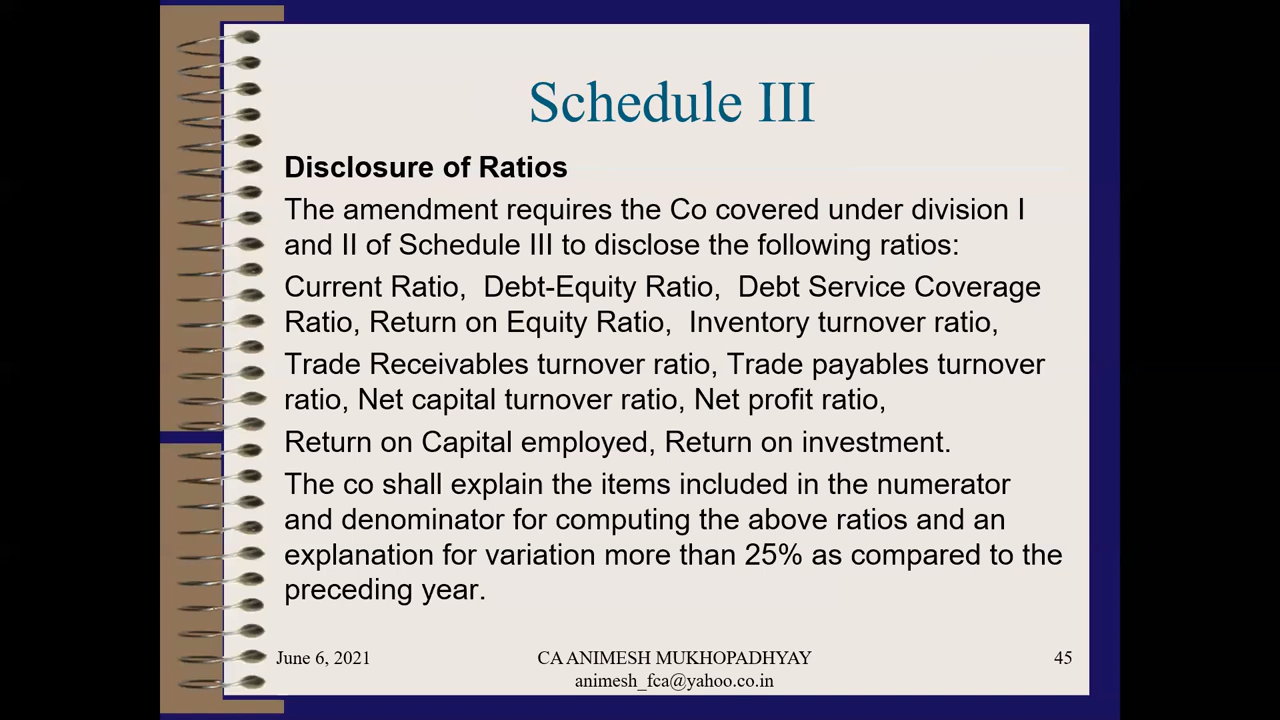 Schedule III
Disclosure of Ratios
The amendment requires the Co covered under division I
and II of Schedule III to disclose the following ratios:
Current Ratio,  Debt-Equity Ratio,  Debt Service Coverage
Ratio, Return on Equity Ratio,  Inventory turnover ratio,
Trade Receivables turnover ratio, Trade payables turnover
ratio, Net capital turnover ratio, Net profit ratio,
Return on Capital employed, Return on investment.
The co shall explain the items included in the numerator
and denominator for computing the above ratios and an
explanation for variation more than 25% as compared to the
preceding year.
June 6, 2021
CA ANIMESH MUKHOPADHYAY
animesh_fca@yahoo.co.in
45